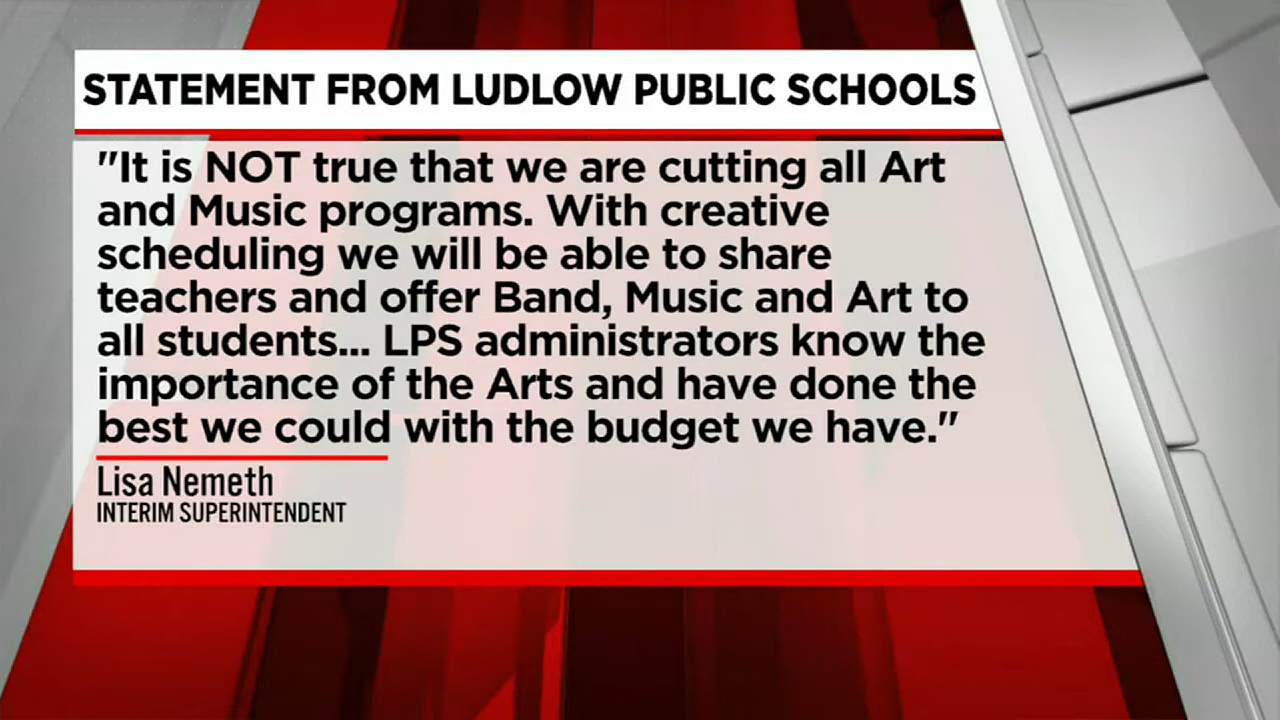 STATEMENT FROM LUDLOW PUBLIC SCHOOLS
"It is NOT true that we are cutting all Art
and Music programs. With creative
scheduling we will be able to share
teachers and offer Band, Music and Art to
all students... LPS administrators know the
importance of the Arts and have done the
best we could with the budget we have."
Lisa Nemeth
INTERIM SUPERINTENDENT